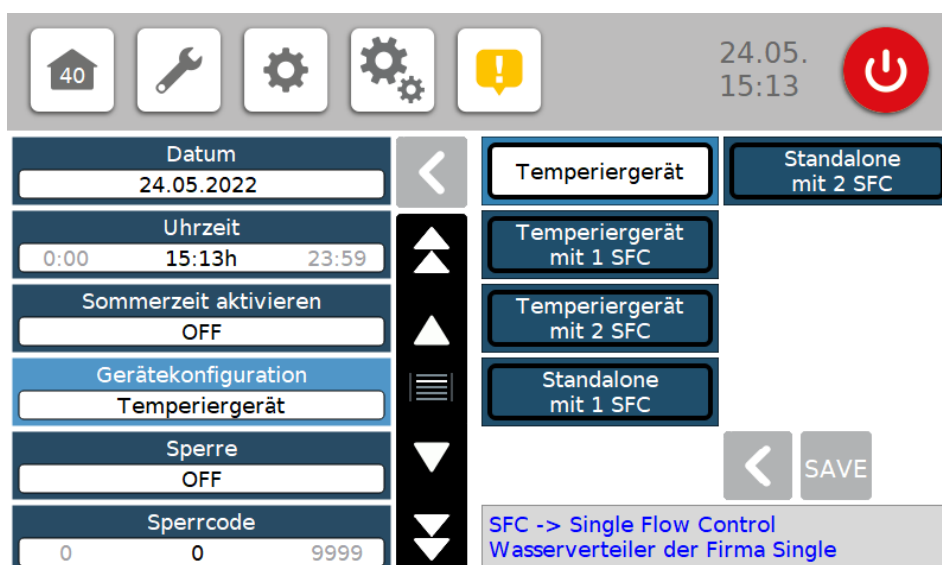 40
!
24.05.
15:13
Datum
24.05.2022
Uhrzeit
0:00 15:13h 23:59
Sommerzeit aktivieren
OFF
Gerätekonfiguration
Temperiergerät
Sperre
OFF
Sperrcode
0 0 9999
Temperiergerät
Standalone
mit 2 SFC
Temperiergerät
mit 1 SFC
Temperiergerät
mit 2 SFC
Standalone
mit 1 SFC
SAVE
SFC -> Single Flow Control
Wasserverteiler der Firma Single